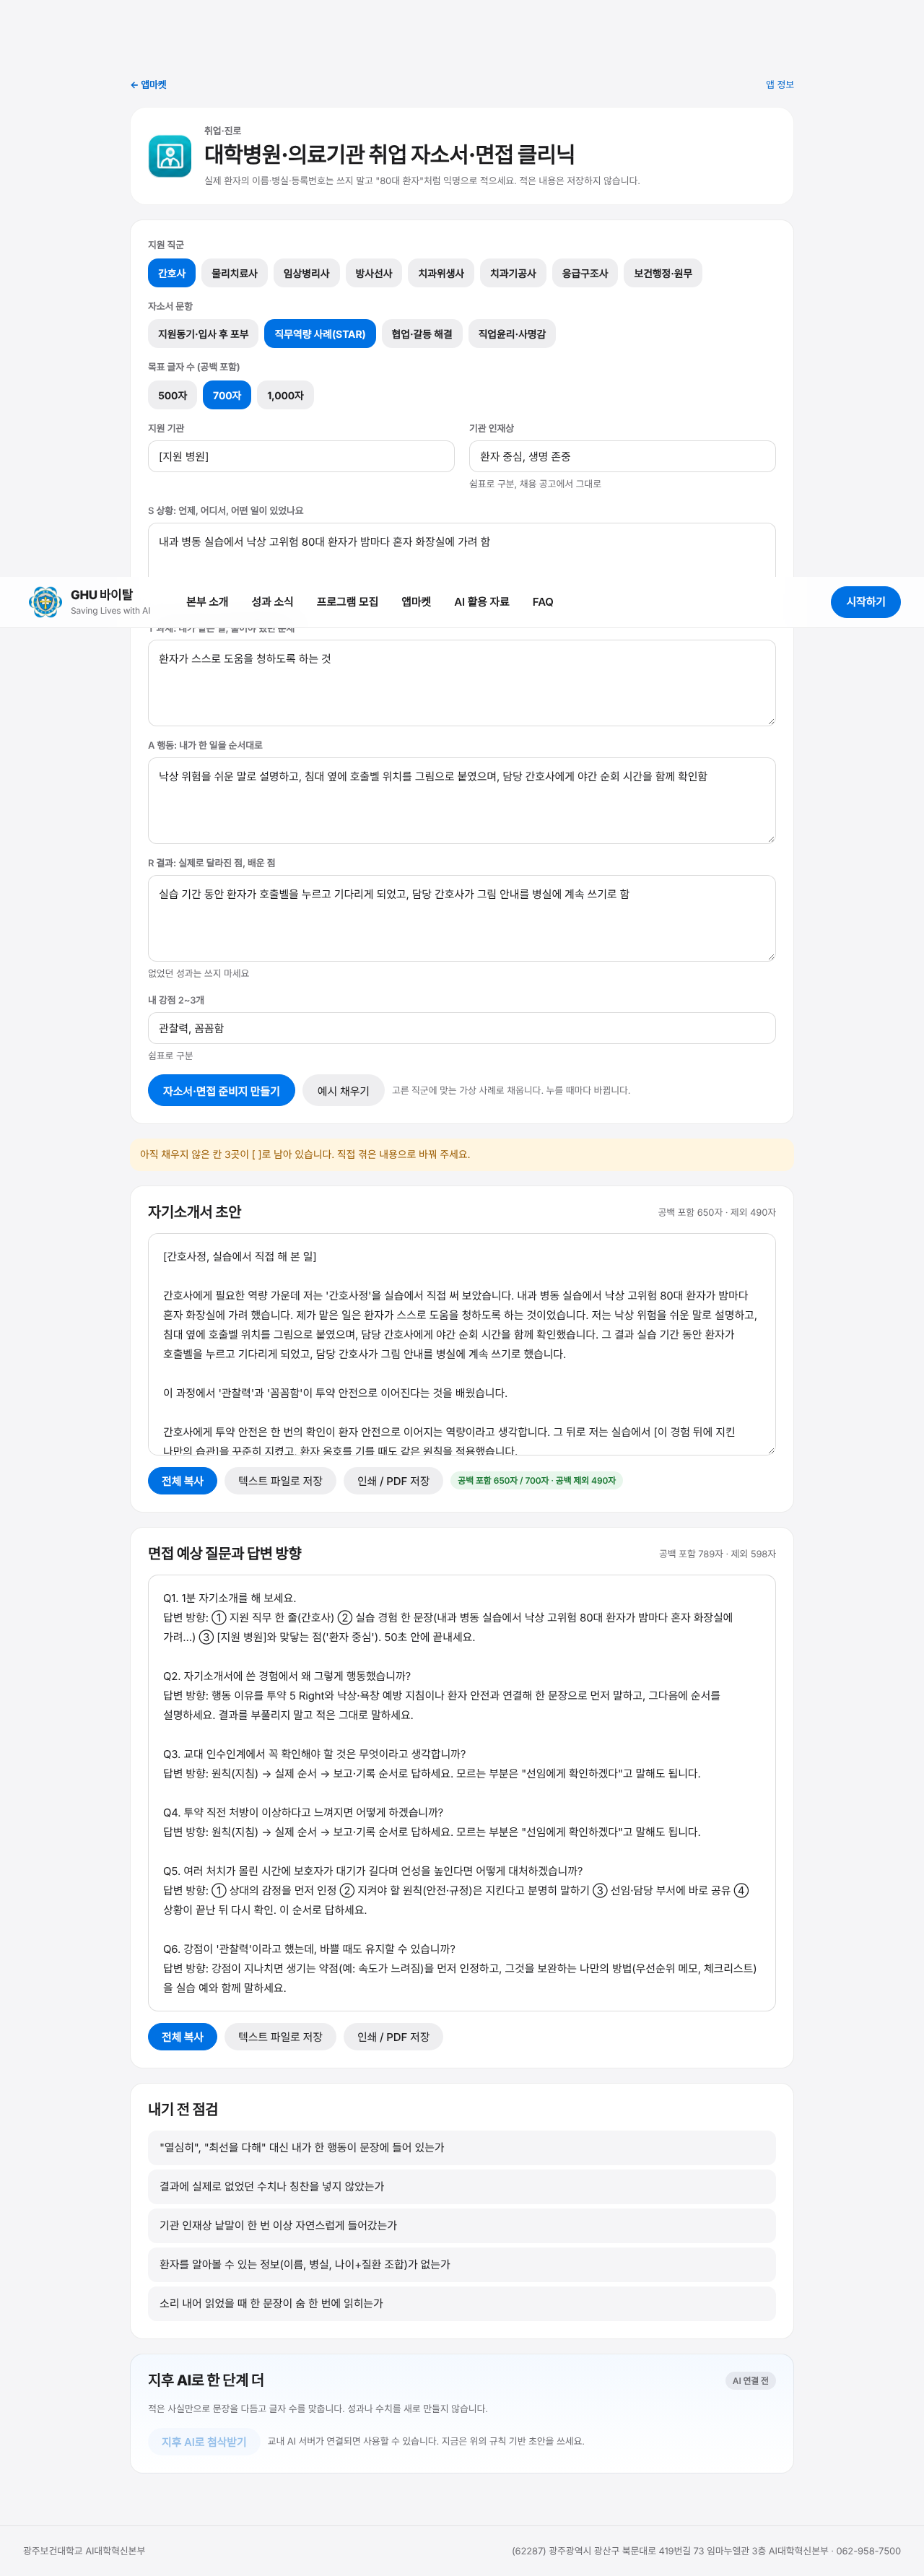 ← 앱마켓
앱 정보
취업·진로
대학병원·의료기관 취업 자소서·면접 클리닉
실제 환자의 이름·병실·등록번호는 쓰지 말고 "80대 환자"처럼 익명으로 적으세요. 적은 내용은 저장하지 않습니다.
지원 직군
간호사 물리치료사 임상병리사 방사선사 치과위생사 치과기공사 응급구조사 보건행정·원무
자소서 문항
지원동기·입사 후 포부 직무역량 사례(STAR) 협업·갈등 해결 직업윤리·사명감
목표 글자 수 (공백 포함)
500자 700자 1,000자
지원 기관
[지원 병원]
기관 인재상
환자 중심, 생명 존중
쉼표로 구분, 채용 공고에서 그대로
S 상황: 언제, 어디서, 어떤 일이 있었나요
내과 병동 실습에서 낙상 고위험 80대 환자가 밤마다 혼자 화장실에 가려 함
GHU 바이탈
Saving Lives with AI
본부 소개 성과 소식 프로그램 모집 앱마켓 AI 활용 자료 FAQ
시작하기
환자가 스스로 도움을 청하도록 하는 것
A 행동: 내가 한 일을 순서대로
낙상 위험을 쉬운 말로 설명하고, 침대 옆에 호출벨 위치를 그림으로 붙였으며, 담당 간호사에게 야간 순회 시간을 함께 확인함
R 결과: 실제로 달라진 점, 배운 점
실습 기간 동안 환자가 호출벨을 누르고 기다리게 되었고, 담당 간호사가 그림 안내를 병실에 계속 쓰기로 함
없었던 성과는 쓰지 마세요
내 강점 2~3개
관찰력, 꼼꼼함
쉼표로 구분
자소서·면접 준비지 만들기 예시 채우기 고른 직군에 맞는 가상 사례로 채웁니다. 누를 때마다 바뀝니다.
아직 채우지 않은 칸 3곳이 [ ]로 남아 있습니다. 직접 겪은 내용으로 바꿔 주세요.
자기소개서 초안
공백 포함 650자 · 제외 490자
[간호사정, 실습에서 직접 해 본 일]
간호사에게 필요한 역량 가운데 저는 '간호사정'을 실습에서 직접 써 보았습니다. 내과 병동 실습에서 낙상 고위험 80대 환자가 밤마다
혼자 화장실에 가려 했습니다. 제가 맡은 일은 환자가 스스로 도움을 청하도록 하는 것이었습니다. 저는 낙상 위험을 쉬운 말로 설명하고,
침대 옆에 호출벨 위치를 그림으로 붙였으며, 담당 간호사에게 야간 순회 시간을 함께 확인했습니다. 그 결과 실습 기간 동안 환자가
호출벨을 누르고 기다리게 되었고, 담당 간호사가 그림 안내를 병실에 계속 쓰기로 했습니다.
이 과정에서 '관찰력'과 '꼼꼼함'이 투약 안전으로 이어진다는 것을 배웠습니다.
간호사에게 투약 안전은 한 번의 확인이 환자 안전으로 이어지는 역량이라고 생각합니다. 그 뒤로 저는 실습에서 [이 경험 뒤에 지킨
나만의 습관]을 꾸준히 지켰고, 환자 옹호를 기를 때도 같은 원칙을 적용했습니다.
전체 복사 텍스트 파일로 저장 인쇄 / PDF 저장 공백 포함 650자 / 700자 · 공백 제외 490자
면접 예상 질문과 답변 방향
공백 포함 789자 · 제외 598자
Q1. 1분 자기소개를 해 보세요.
답변 방향: ① 지원 직무 한 줄(간호사) ② 실습 경험 한 문장(내과 병동 실습에서 낙상 고위험 80대 환자가 밤마다 혼자 화장실에
가려...) ③ [지원 병원]와 맞닿는 점('환자 중심'). 50초 안에 끝내세요.
Q2. 자기소개서에 쓴 경험에서 왜 그렇게 행동했습니까?
답변 방향: 행동 이유를 투약 5 Right와 낙상·욕창 예방 지침이나 환자 안전과 연결해 한 문장으로 먼저 말하고, 그다음에 순서를
설명하세요. 결과를 부풀리지 말고 적은 그대로 말하세요.
Q3. 교대 인수인계에서 꼭 확인해야 할 것은 무엇이라고 생각합니까?
답변 방향: 원칙(지침) → 실제 순서 → 보고·기록 순서로 답하세요. 모르는 부분은 "선임에게 확인하겠다"고 말해도 됩니다.
Q4. 투약 직전 처방이 이상하다고 느껴지면 어떻게 하겠습니까?
답변 방향: 원칙(지침) → 실제 순서 → 보고·기록 순서로 답하세요. 모르는 부분은 "선임에게 확인하겠다"고 말해도 됩니다.
Q5. 여러 처치가 몰린 시간에 보호자가 대기가 길다며 언성을 높인다면 어떻게 대처하겠습니까?
답변 방향: ① 상대의 감정을 먼저 인정 ② 지켜야 할 원칙(안전·규정)은 지킨다고 분명히 말하기 ③ 선임·담당 부서에 바로 공유 ④
상황이 끝난 뒤 다시 확인. 이 순서로 답하세요.
Q6. 강점이 '관찰력'이라고 했는데, 바쁠 때도 유지할 수 있습니까?
답변 방향: 강점이 지나치면 생기는 약점(예: 속도가 느려짐)을 먼저 인정하고, 그것을 보완하는 나만의 방법(우선순위 메모, 체크리스트)
을 실습 예와 함께 말하세요.
전체 복사 텍스트 파일로 저장 인쇄 / PDF 저장
내기 전 점검
"열심히", "최선을 다해" 대신 내가 한 행동이 문장에 들어 있는가
결과에 실제로 없었던 수치나 칭찬을 넣지 않았는가
기관 인재상 낱말이 한 번 이상 자연스럽게 들어갔는가
환자를 알아볼 수 있는 정보(이름, 병실, 나이+질환 조합)가 없는가
소리 내어 읽었을 때 한 문장이 숨 한 번에 읽히는가
지후 AI로 한 단계 더
AI 연결 전
적은 사실만으로 문장을 다듬고 글자 수를 맞춥니다. 성과나 수치를 새로 만들지 않습니다.
지후 AI로 첨삭받기 교내 AI 서버가 연결되면 사용할 수 있습니다. 지금은 위의 규칙 기반 초안을 쓰세요.
광주보건대학교 AI대학혁신본부
(62287) 광주광역시 광산구 북문대로 419번길 73 임마누엘관 3층 AI대학혁신본부 · 062-958-7500